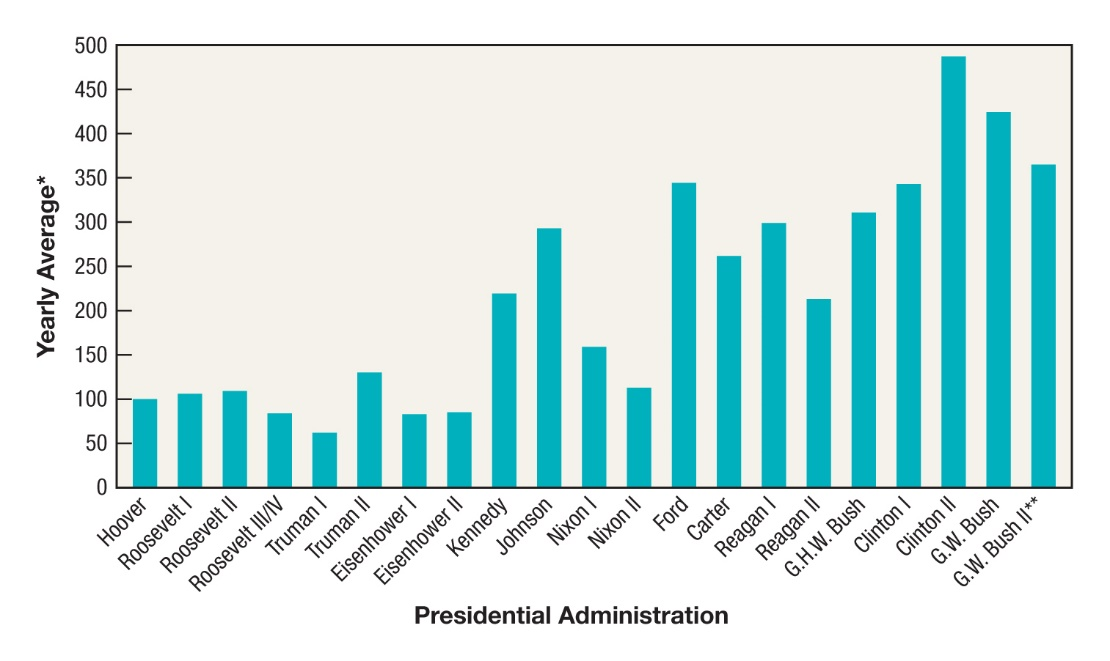 500
450
400
350
300
250
200
150
100
50
0
Yearly Average*
Hoover
Roosevelt I
Roosevelt II
Roosevelt III/IV
Truman I
Truman II
Eisenhower I
Eisenhower II
Kennedy
Johnson
Nixon I
Nixon II
Ford
Carter
Reagan I
Reagan II
G.H.W. Bush
Clinton I
Clinton II
G.W. Bush
G.W. Bush II**
Presidential Administration